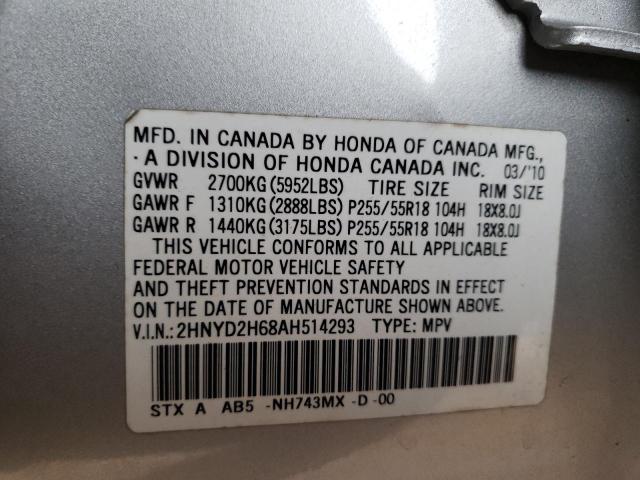 MFD. IN CANADA BY HONDA OF CANADA MFG.,
· A DIVISION OF HONDA CANADA INC. 03/'10
GVWR 2700KG(5952LBS) TIRE SIZE RIM SIZE
GAWR F 1310KG(2888LBS) P255/55R18 104H 18X8.0J
GAWR R 1440KG(3175LBS) P255/55R18 104H 18X8.0J
THIS VEHICLE CONFORMS TO ALL APPLICABLE
FEDERAL MOTOR VEHICLE SAFETY
AND THEFT PREVENTION STANDARDS IN EFFECT
ON THE DATE OF MANUFACTURE SHOWN ABOVE.
V.I.N.:2HNYD2H68AH514293 TYPE: MPV
STX A AB5 -NH743MX -D -00